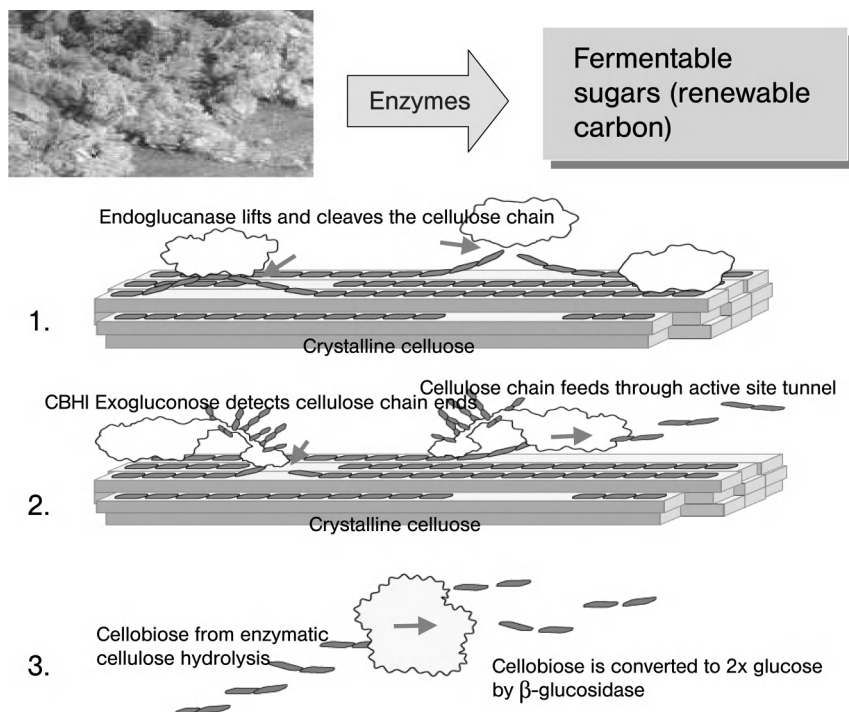 Enzymes
Fermentable
sugars (renewable
carbon)
Endoglucanase lifts and cleaves the cellulose chain
1.
Crystalline celluose
CBHI Exogluconose detects cellulose chain ends
Cellulose chain feeds through active site tunnel
2.
Crystalline celluose
3.
Cellobiose from enzymatic
cellulose hydrolysis
Cellobiose is converted to 2x glucose
by β-glucosidase